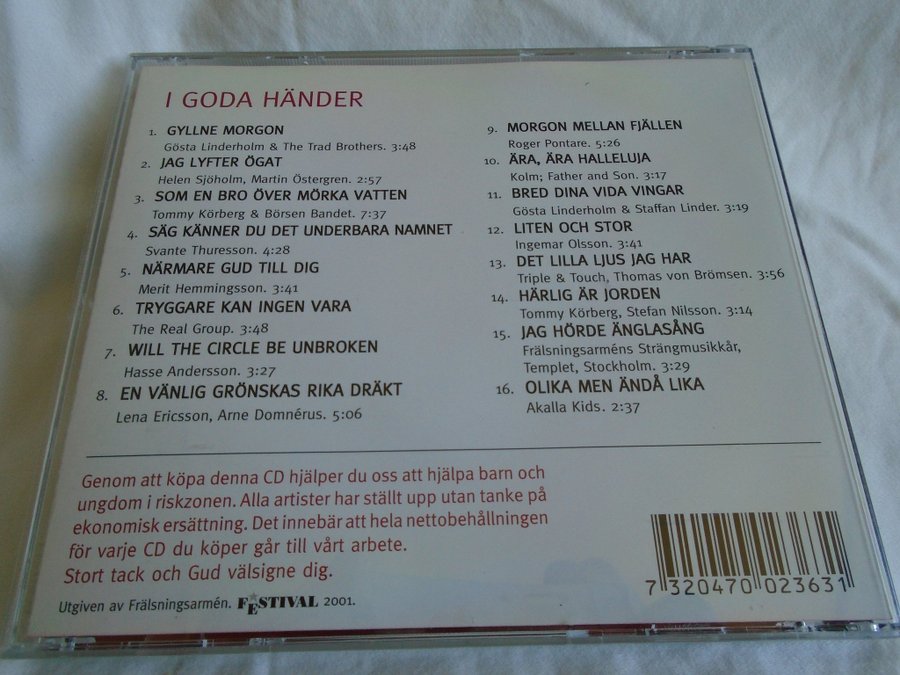 I GODA HÄNDER
1. GYLLNE MORGON
Gösta Linderholm & The Trad Brothers. 3:48
2. JAG LYFTER ÖGAT
Helen Sjöholm, Martin Östergren. 2:57
3. SOM EN BRO ÖVER MÖRKA VATTEN
Tommy Körberg & Börsen Bandet. 7:37
4. SÄG KÄNNER DU DET UNDERBARA NAMNET
Svante Thuresson. 4:28
5. NÄRMARE GUD TILL DIG
Merit Hemmingsson. 3:41
6. TRYGGARE KAN INGEN VARA
The Real Group. 3:48
7. WILL THE CIRCLE BE UNBROKEN
Hasse Andersson. 3:27
8. EN VÄNLIG GRÖNSKAS RIKA DRÄKT
Lena Ericsson, Arne Domnérus. 5:06
9. MORGON MELLAN FJÄLLEN
Roger Pontare. 5:26
10. ÄRA, ÄRA HALLELUJA
Kolm; Father and Son. 3:17
11. BRED DINA VIDA VINGAR
Gösta Linderholm & Staffan Linder. 3:19
12. LITEN OCH STOR
Ingemar Olsson. 3:41
13. DET LILLA LJUS JAG HAR
Triple & Touch, Thomas von Brömsen. 3:56
14. HÄRLIG ÄR JORDEN
Tommy Körberg, Stefan Nilsson. 3:14
15. JAG HÖRDE ÄNGLASÅNG
Frälsningsarméns Strängmusikkår,
Templet, Stockholm. 3:29
16. OLIKA MEN ÄNDÅ LIKA
Akalla Kids. 2:37
Genom att köpa denna CD hjälper du oss att hjälpa barn och
ungdom i riskzonen. Alla artister har ställt upp utan tanke på
ekonomisk ersättning. Det innebär att hela nettobehållningen
för varje CD du köper går till vårt arbete.
Stort tack och Gud välsigne dig.
Utgiven av Frälsningsarmén. FESTIVAL 2001.
7 320470 023631